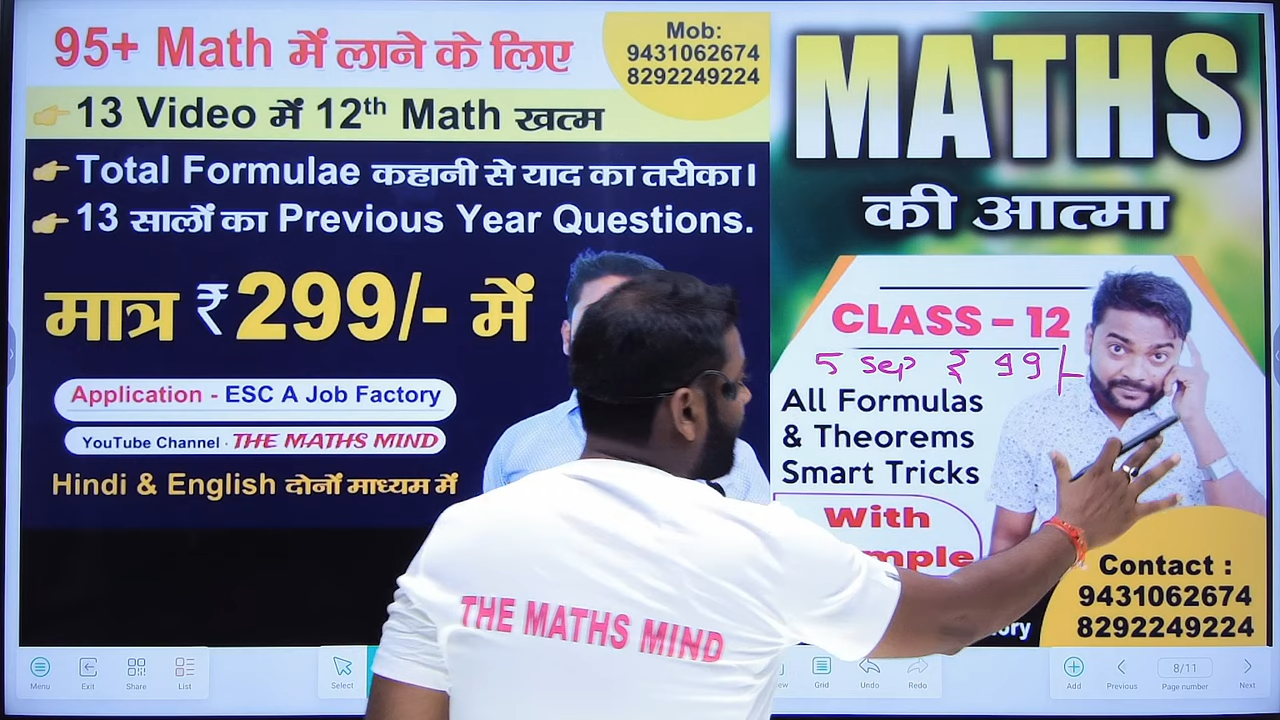 95+ Math में लाने के लिए
Mob:
9431062674
8292249224
👉 13 Video में 12th Math खत्म
👉 Total Formulae कहानी से याद का तरीका।
👉 13 सालों का Previous Year Questions.
मात्र ₹299/- में
Application - ESC A Job Factory
YouTube Channel - THE MATHS MIND
Hindi & English दोनों माध्यम में
MATHS
की आत्मा
CLASS - 12
5 Sep ₹ 99/-
All Formulas
& Theorems
Smart Tricks
With
Contact :
9431062674
8292249224
THE MATHS MIND
Menu
Exit
Share
List
Select
Grid
Undo
Redo
Add
Previous
8/11
Page number
Next